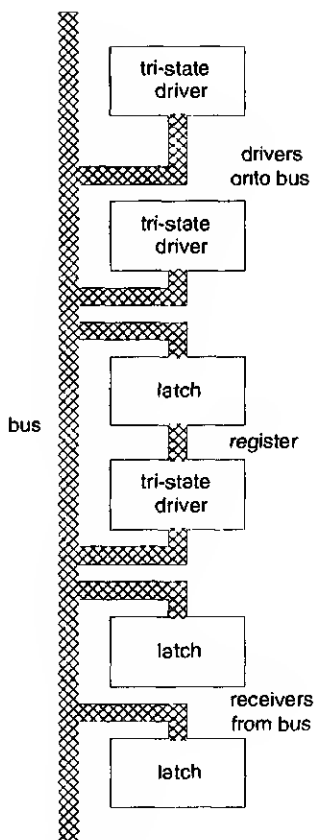 tri-state
driver
drivers
onto bus
tri-state
driver
latch
bus
register
tri-state
driver
latch
receivers
from bus
latch